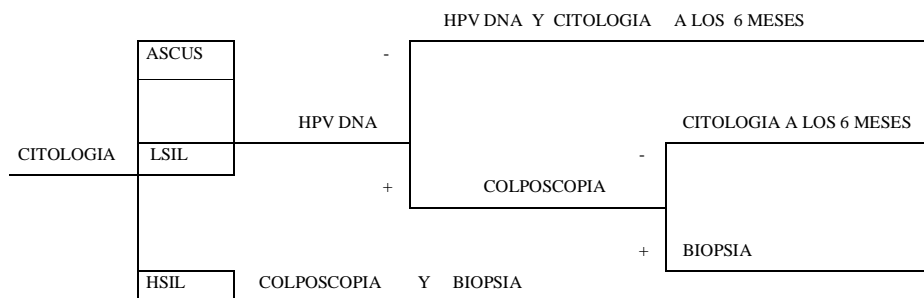 HPV DNA Y CITOLOGIA A LOS 6 MESES
ASCUS -
HPV DNA CITOLOGIA A LOS 6 MESES
CITOLOGIA LSIL -
+ COLPOSCOPIA
+ BIOPSIA
HSIL COLPOSCOPIA Y BIOPSIA